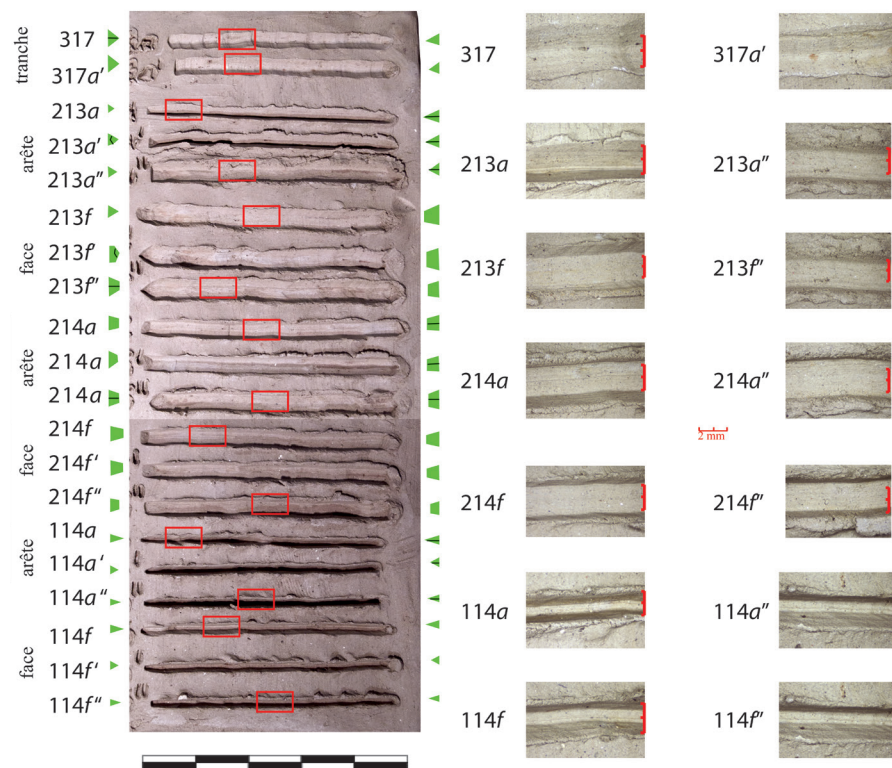 tranche
317
317a'
arête
213a
213a'
213a"
face
213f
213f'
213f"
arête
214a
214a
214a
face
214f
214f'
214f"
arête
114a
114a'
114a"
face
114f
114f'
114f"
317
317a'
213a
213a"
213f
213f"
214a
214a"
2 mm
214f
214f"
114a
114a"
114f
114f"